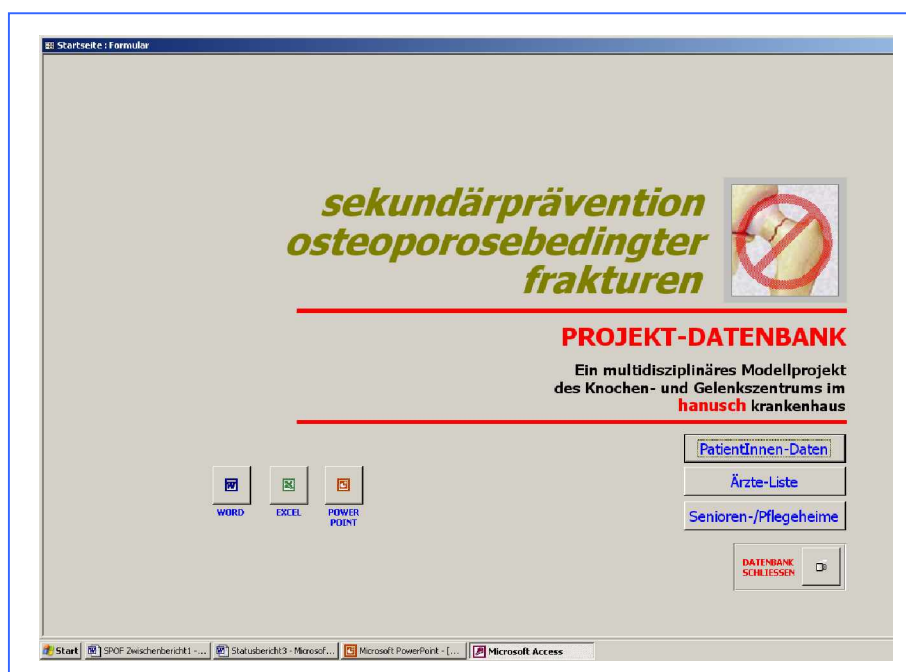 Startseite : Formular
sekundärprävention
osteoporosebedingter
frakturen
PROJEKT-DATENBANK
Ein multidisziplinäres Modellprojekt
des Knochen- und Gelenkszentrums im
hanusch krankenhaus
PatientInnen-Daten
Ärzte-Liste
Senioren-/Pflegeheime
WORD EXCEL POWER
POINT
DATENBANK
SCHLIESSEN
Start SPOF Zwischenbericht1 -... Statusbericht3 - Microsof... Microsoft PowerPoint - [... Microsoft Access